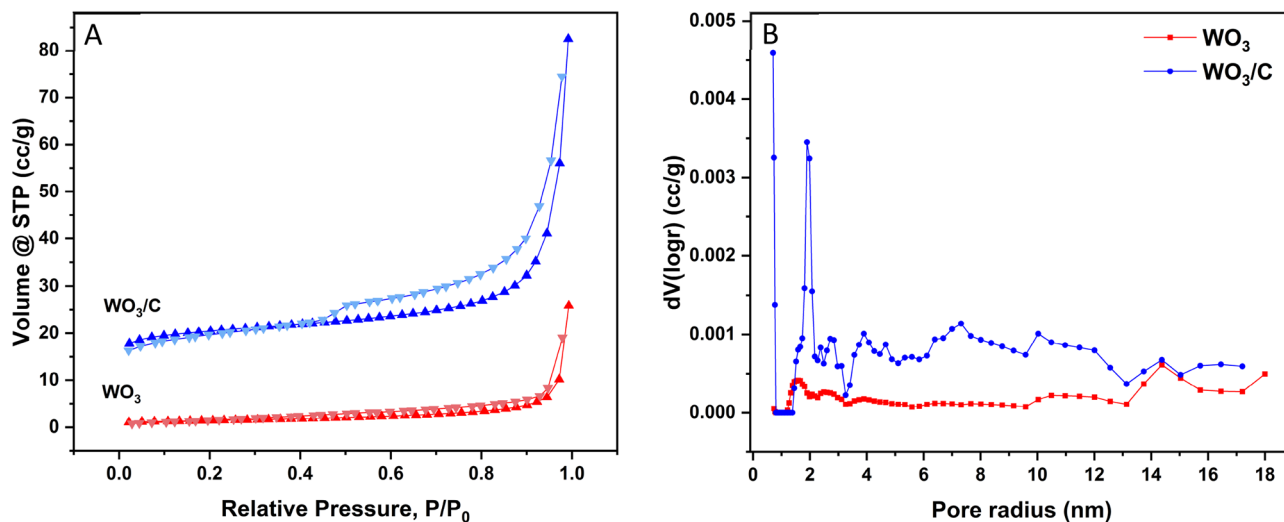 A
Volume @ STP (cc/g)
80
70
60
50
40
30
20
10
0
WO₃/C
WO₃
0.0 0.2 0.4 0.6 0.8 1.0
Relative Pressure, P/P₀
B
dV(logr) (cc/g)
0.005
0.004
0.003
0.002
0.001
0.000
WO₃
WO₃/C
0 2 4 6 8 10 12 14 16 18
Pore radius (nm)